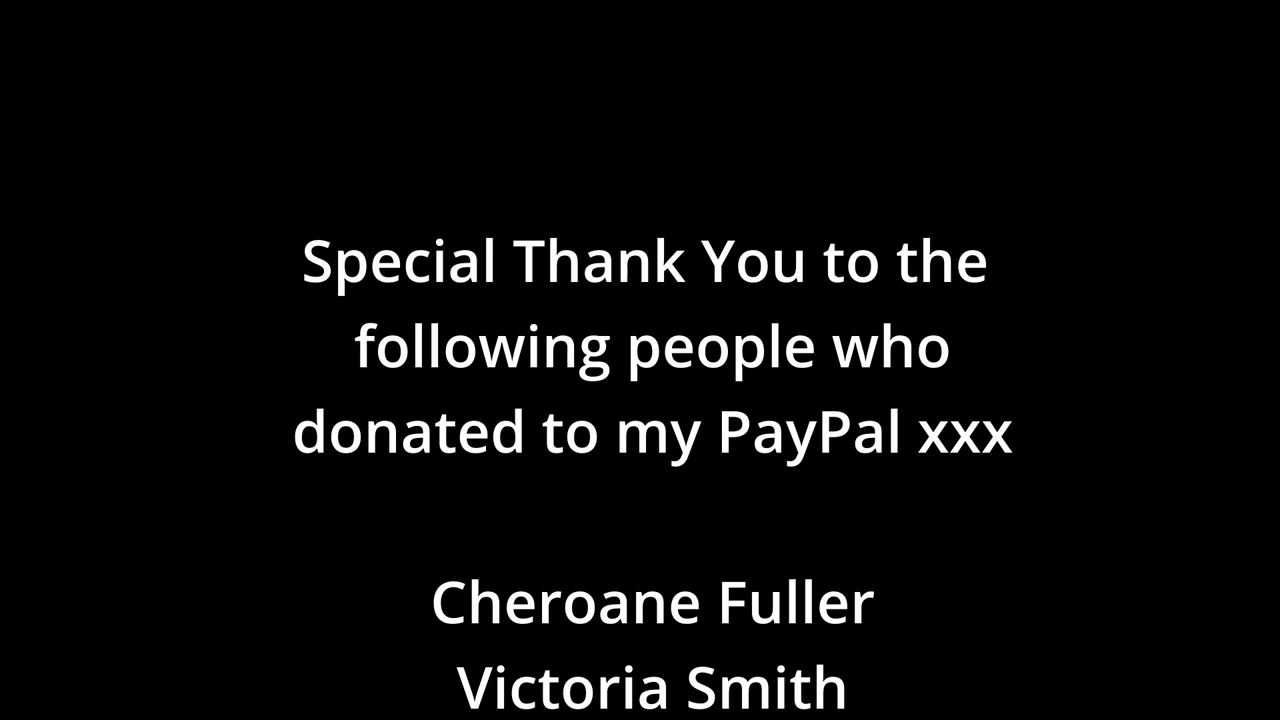 Special Thank You to the
following people who
donated to my PayPal xxx
Cheroane Fuller
Victoria Smith